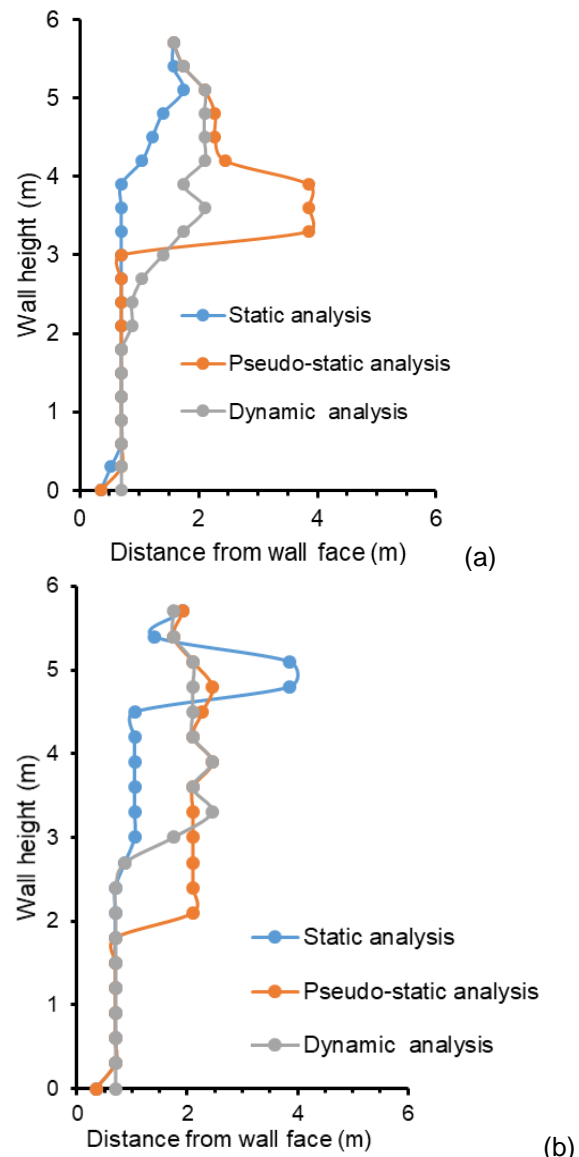 6
5
4
3
2
1
0
Wall height (m)
Static analysis
Pseudo-static analysis
Dynamic analysis
0 2 4 6
Distance from wall face (m)
(a)
6
5
4
3
2
1
0
Wall height (m)
Static analysis
Pseudo-static analysis
Dynamic analysis
0 2 4 6
Distance from wall face (m)
(b)